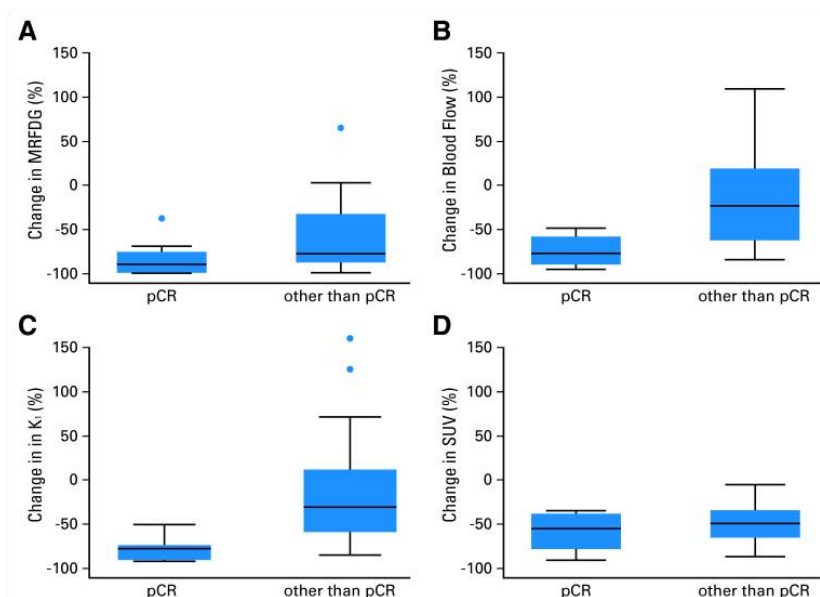 A
Change in MRFDG (%)
150
100
50
0
-50
-100
pCR
other than pCR
B
Change in Blood Flow (%)
150
100
50
0
-50
-100
pCR
other than pCR
C
Change in in K₁ (%)
150
100
50
0
-50
-100
pCR
other than pCR
D
Change in SUV (%)
150
100
50
0
-50
-100
pCR
other than pCR